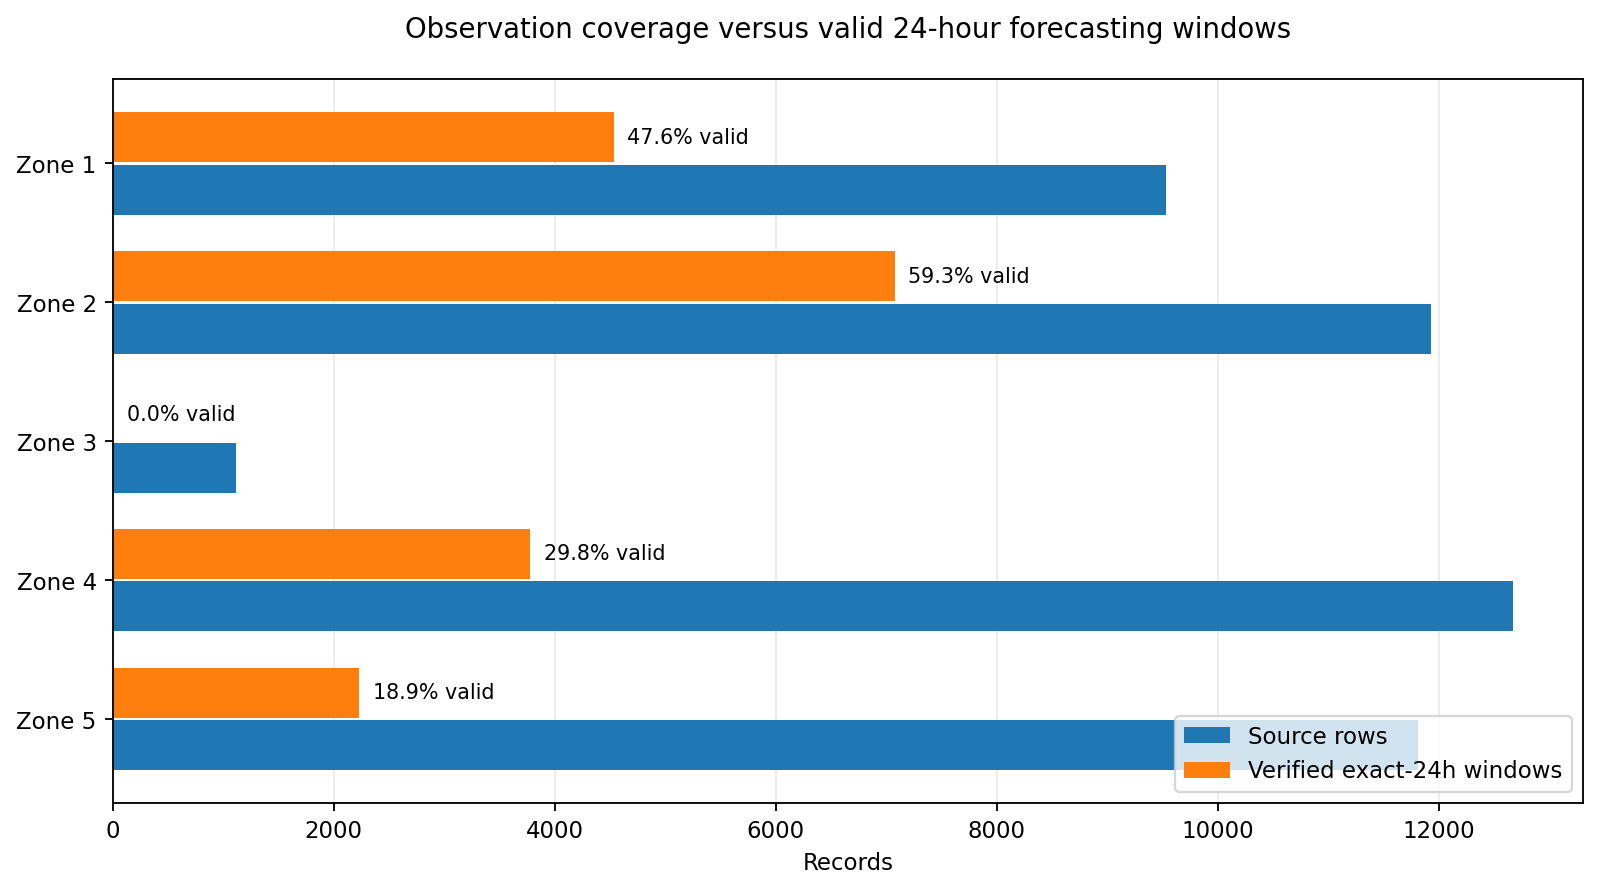 Observation coverage versus valid 24-hour forecasting windows
Zone 1
47.6% valid
Zone 2
59.3% valid
Zone 3
0.0% valid
Zone 4
29.8% valid
Zone 5
18.9% valid
Source rows
Verified exact-24h windows
0 2000 4000 6000 8000 10000 12000
Records